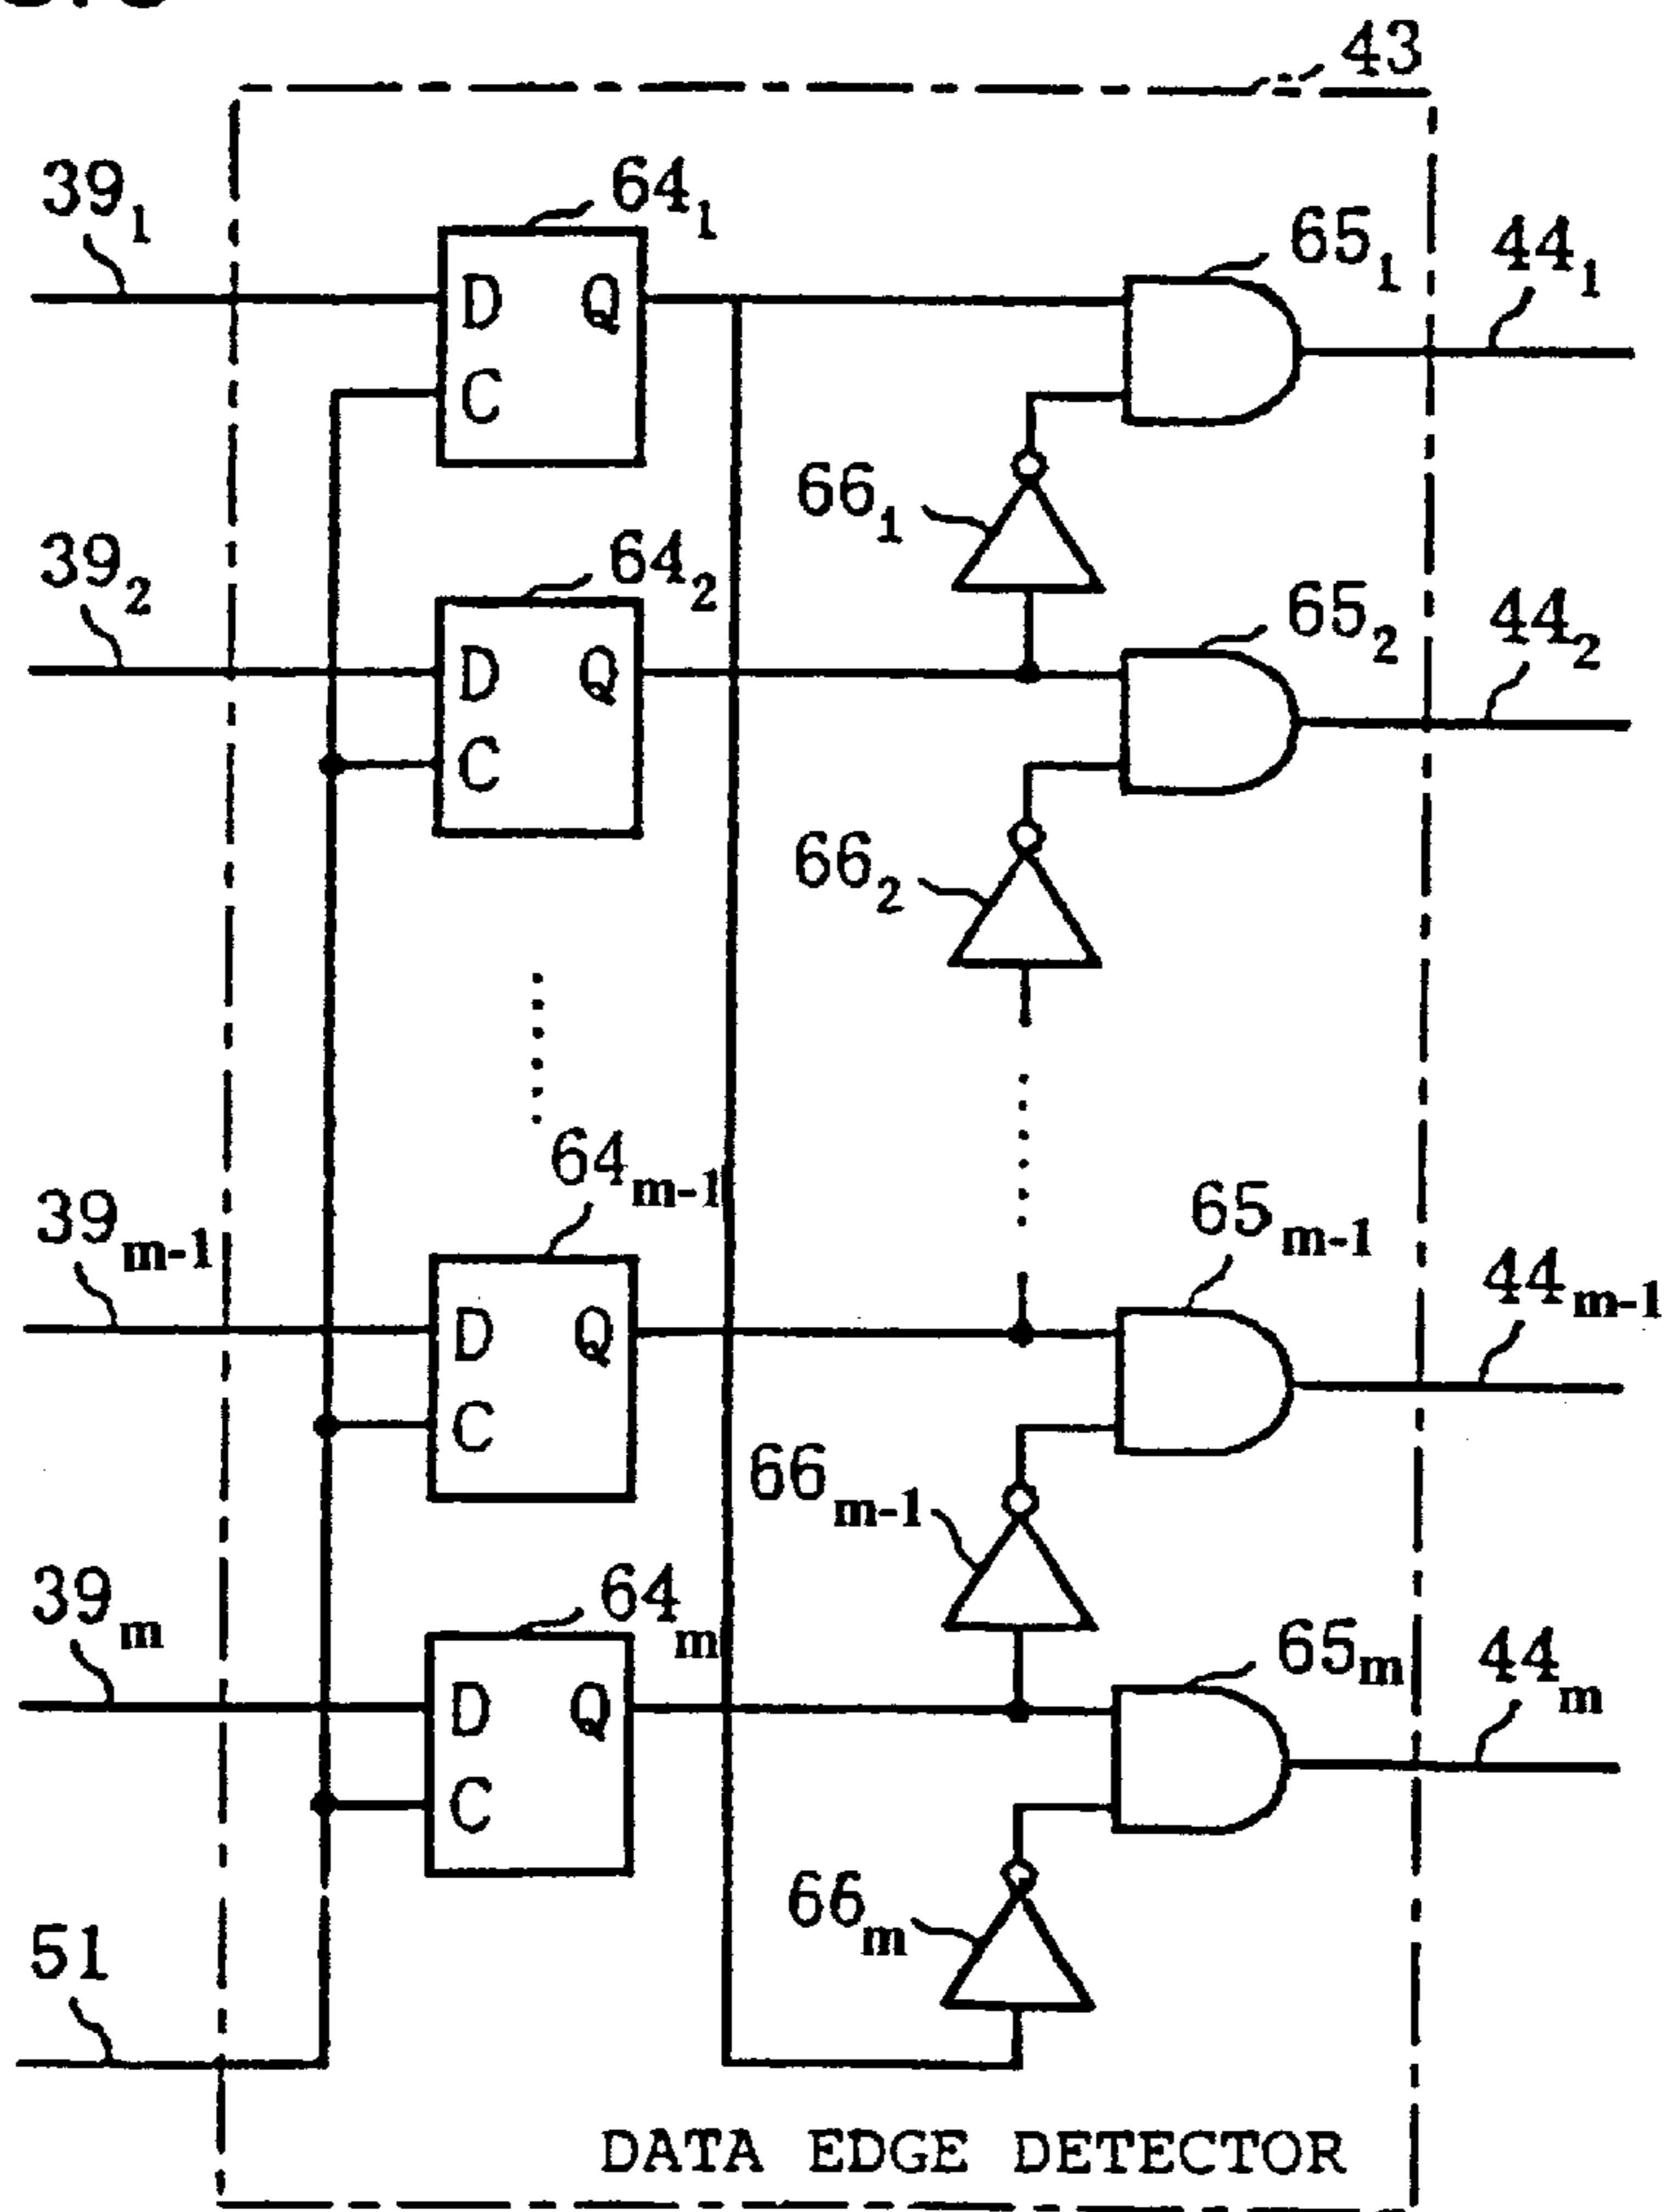 43
39₁
64₁
65₁
44₁
D Q
C
66₁
39₂
64₂
65₂
44₂
D Q
C
66₂
64ₘ₋₁
39ₘ₋₁
65ₘ₋₁
44ₘ₋₁
D Q
C
66ₘ₋₁
39ₘ
64ₘ
65ₘ
44ₘ
D Q
C
66ₘ
51
DATA EDGE DETECTOR